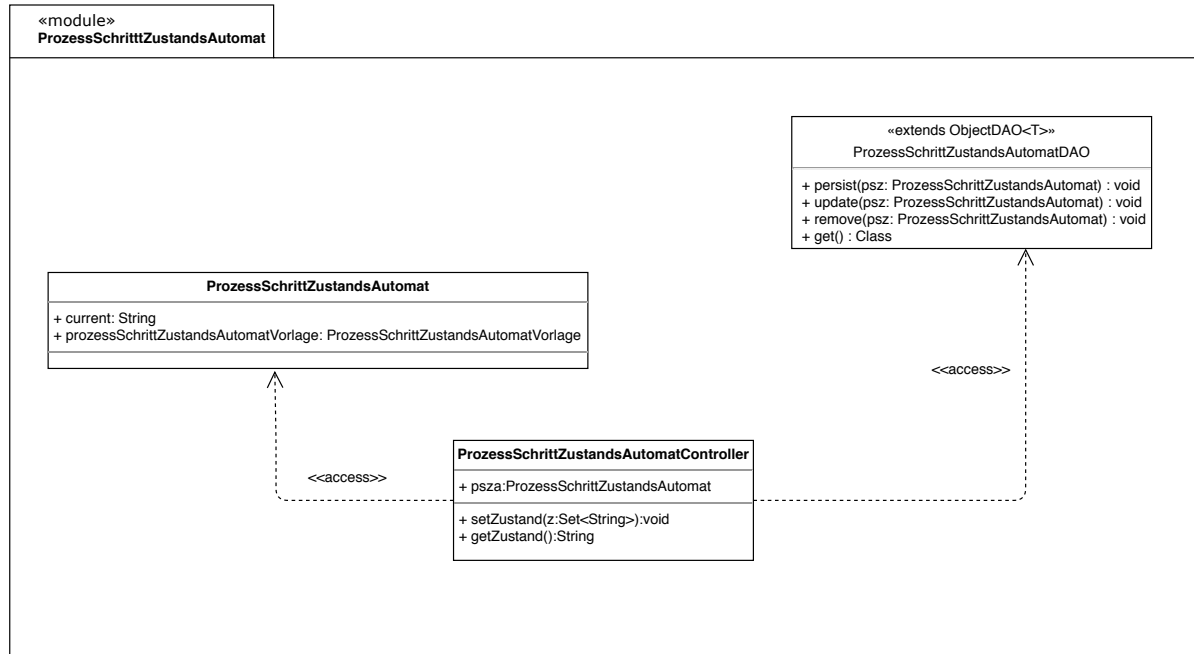 «module»
ProzessSchritttZustandsAutomat
«extends ObjectDAO<T>»
ProzessSchrittZustandsAutomatDAO
+ persist(psz: ProzessSchrittZustandsAutomat) : void
+ update(psz: ProzessSchrittZustandsAutomat) : void
+ remove(psz: ProzessSchrittZustandsAutomat) : void
+ get() : Class
ProzessSchrittZustandsAutomat
+ current: String
+ prozessSchrittZustandsAutomatVorlage: ProzessSchrittZustandsAutomatVorlage
<<access>>
<<access>>
ProzessSchrittZustandsAutomatController
+ psza:ProzessSchrittZustandsAutomat
+ setZustand(z:Set<String>):void
+ getZustand():String